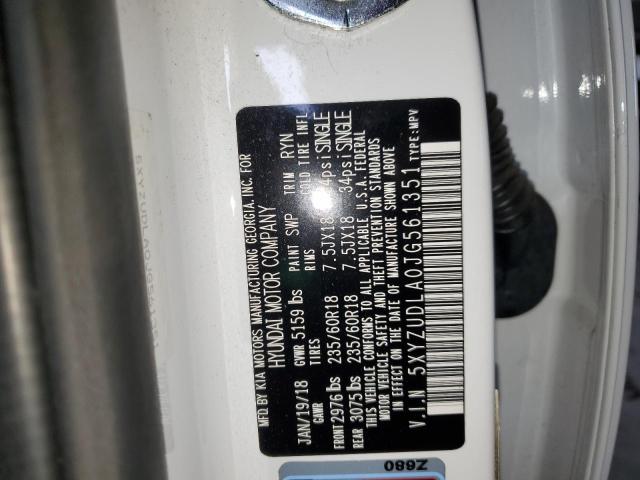 MFD BY KIA MOTORS MANUFACTURING GEORGIA, INC. FOR
HYUNDAI MOTOR COMPANY
JAN/19/18 GVWR 5159 lbs PAINT SWP TRIM RYN
GAWR TIRES RIMS COLD TIRE INFL
FRONT 2976 lbs 235/60R18 7.5JX18 34psi SINGLE
REAR 3075 lbs 235/60R18 7.5JX18 34psi SINGLE
THIS VEHICLE CONFORMS TO ALL APPLICABLE U.S.A. FEDERAL
MOTOR VEHICLE SAFETY AND THEFT PREVENTION STANDARDS
IN EFFECT ON THE DATE OF MANUFACTURE SHOWN ABOVE
V.I.N 5XYZUDLA0JG561351 TYPE:MPV
Z680